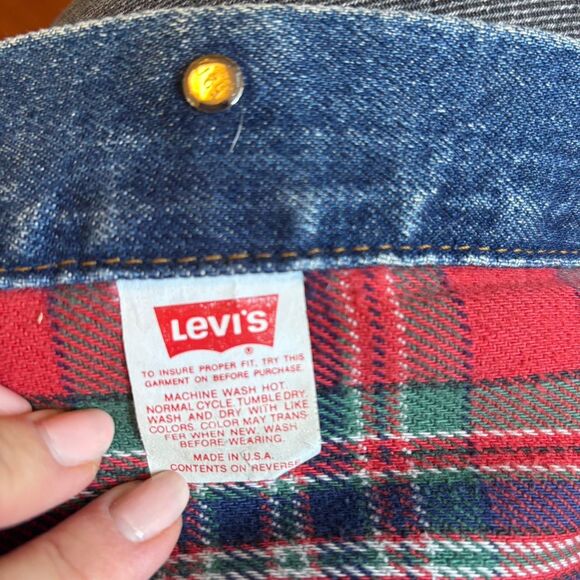 LEVI'S
®
TO INSURE PROPER FIT, TRY THIS
GARMENT ON BEFORE PURCHASE.
MACHINE WASH HOT
NORMAL CYCLE. TUMBLE DRY.
WASH AND DRY WITH LIKE
COLORS. COLOR MAY TRANS
FER WHEN NEW. WASH
BEFORE WEARING.
MADE IN U.S.A.
CONTENTS ON REVERSE